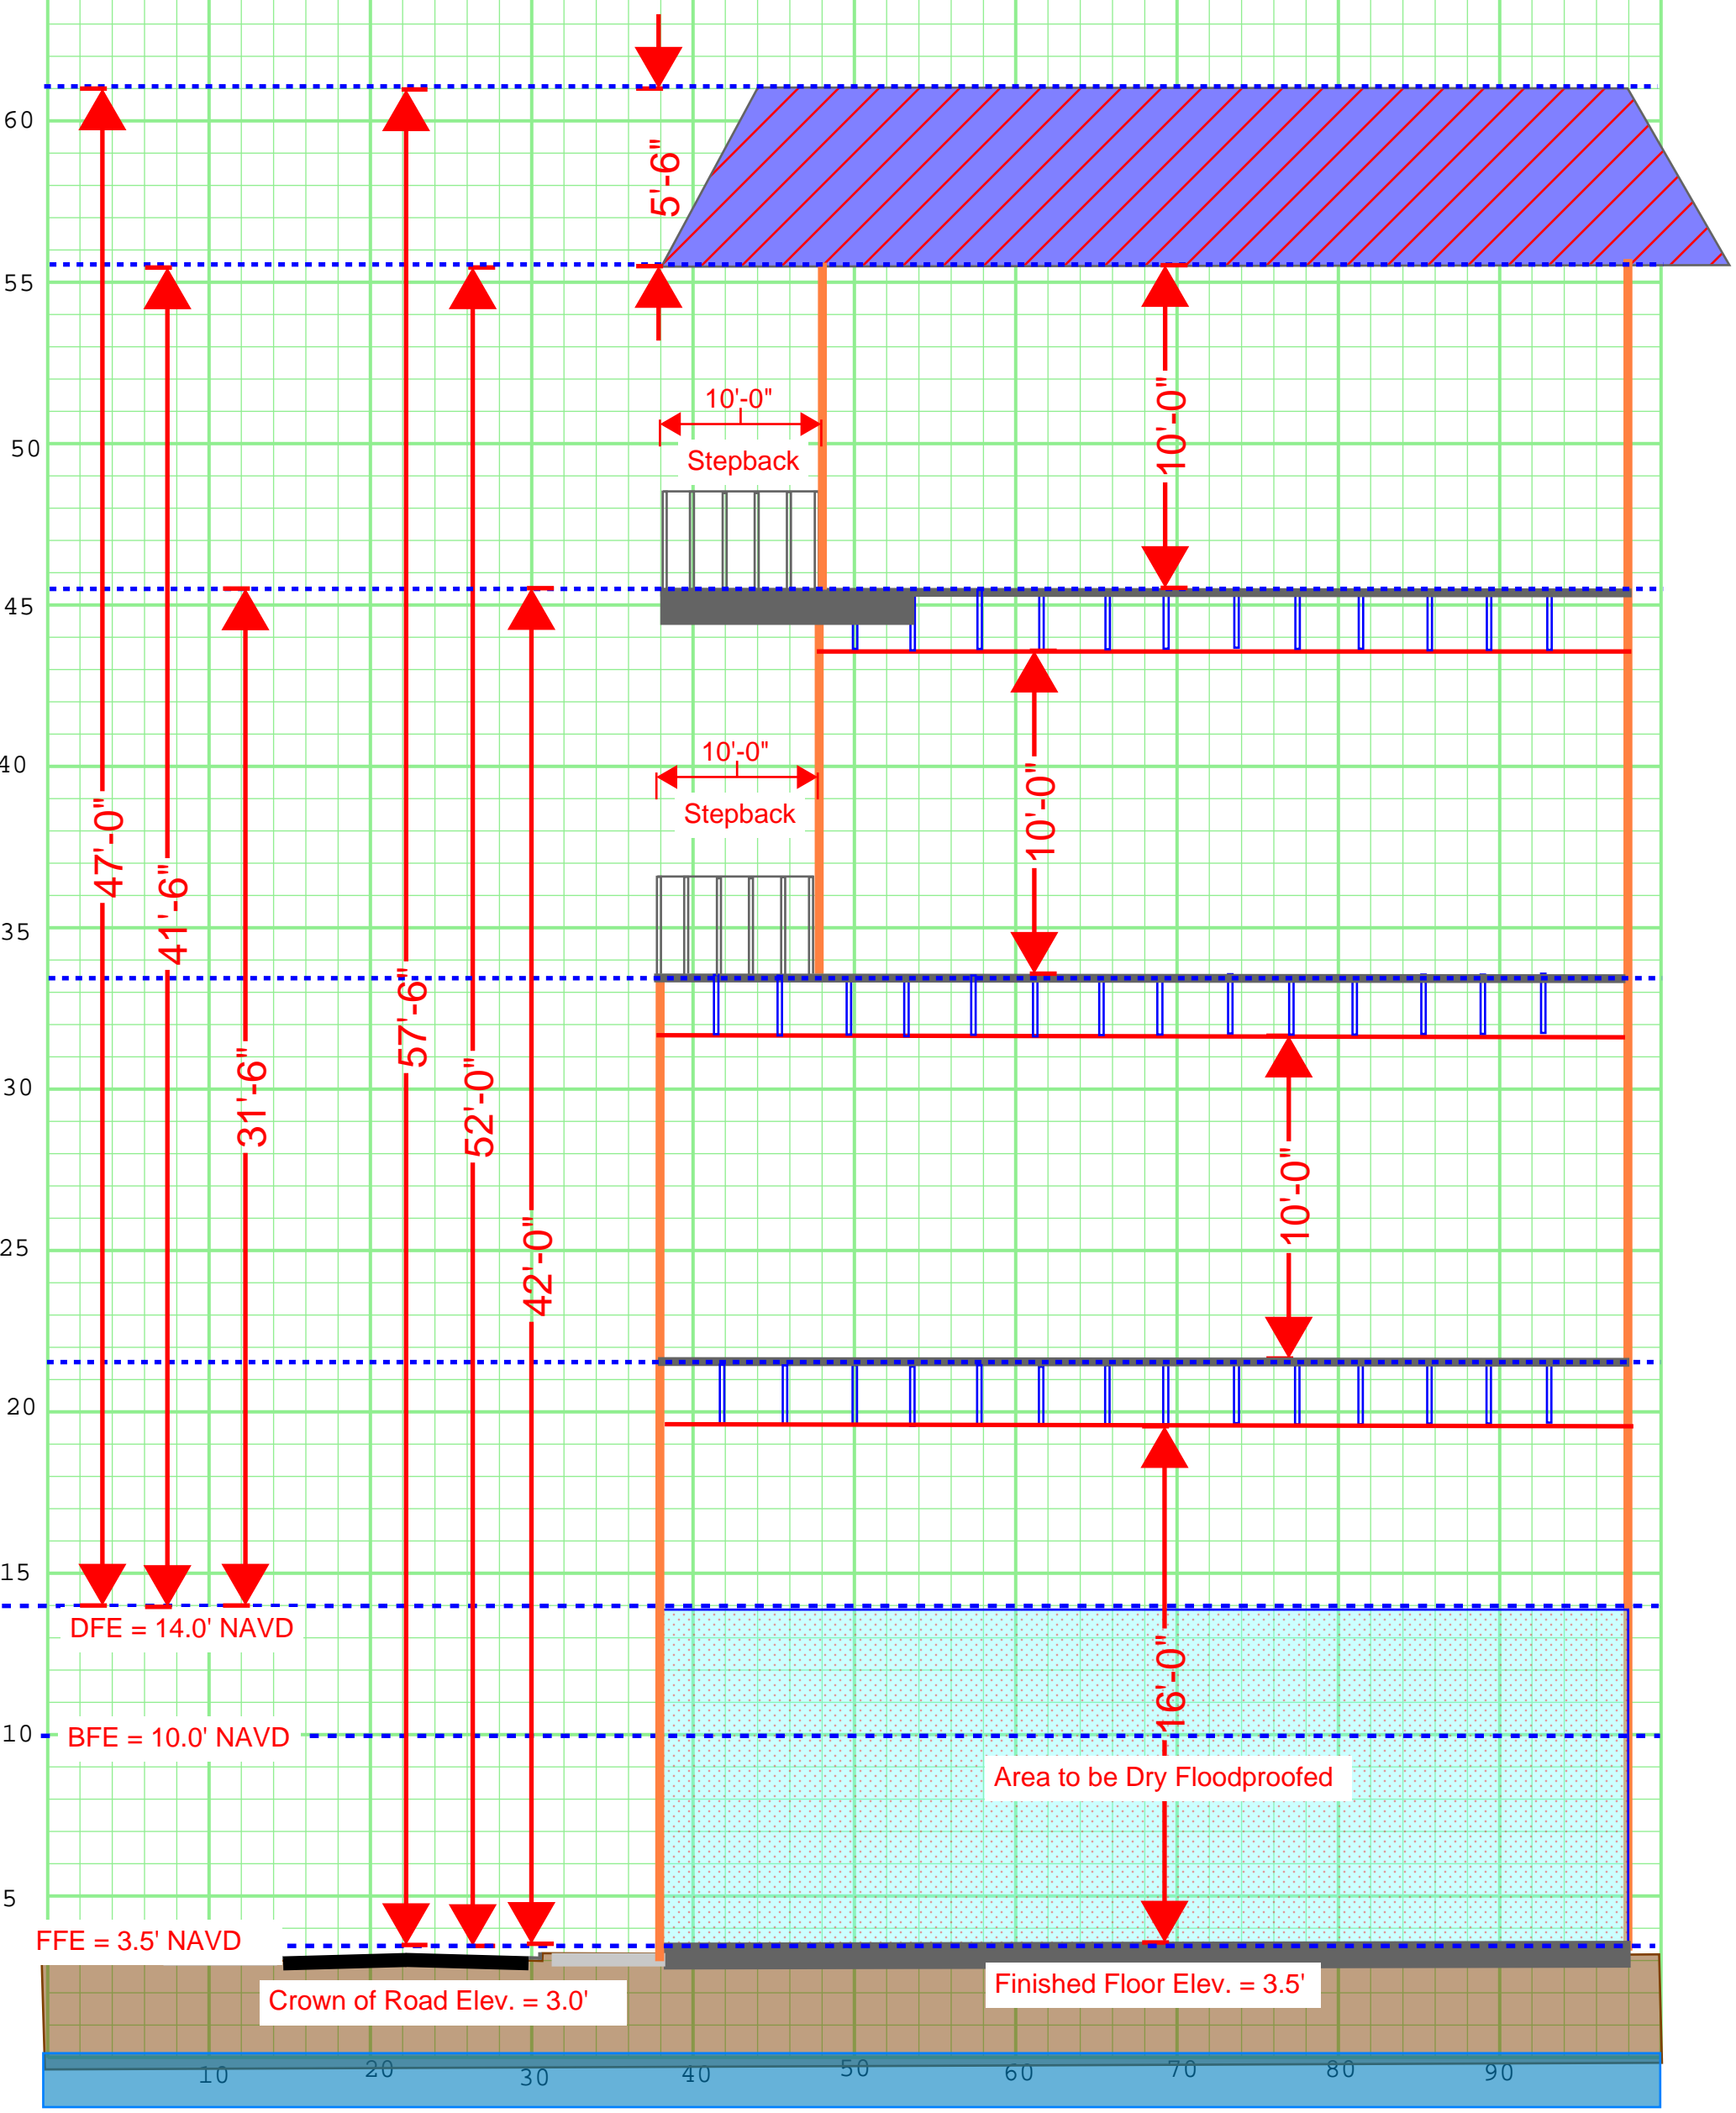 60
5'-6"
55
10'-0"
10'-0"
50
Stepback
45
10'-0"
40
10'-0"
47'-0"
Stepback
41'-6"
35
57'-6"
31'-6"
52'-0"
30
10'-0"
42'-0"
25
20
15
DFE = 14.0' NAVD
16'-0"
10
BFE = 10.0' NAVD
Area to be Dry Floodproofed
5
FFE = 3.5' NAVD
Finished Floor Elev. = 3.5'
Crown of Road Elev. = 3.0'
10 20 30 40 50 60 70 80 90